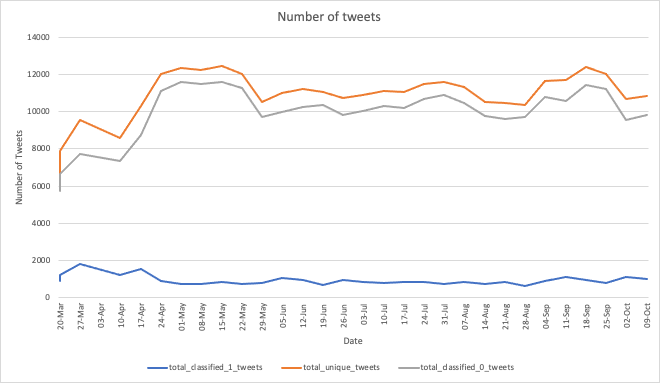 Number of tweets
14000
12000
10000
8000
6000
4000
2000
0
Number of Tweets
20-Mar 27-Mar 03-Apr 10-Apr 17-Apr 24-Apr 01-May 08-May 15-May 22-May 29-May 05-Jun 12-Jun 19-Jun 26-Jun 03-Jul 10-Jul 17-Jul 24-Jul 31-Jul 07-Aug 14-Aug 21-Aug 28-Aug 04-Sep 11-Sep 18-Sep 25-Sep 02-Oct 09-Oct
Date
total_classified_1_tweets total_unique_tweets total_classified_0_tweets